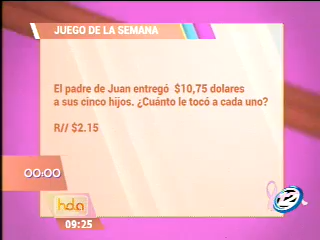 JUEGO DE LA SEMANA
El padre de Juan entregó $10,75 dolares
a sus cinco hijos. ¿Cuánto le tocó a cada uno?
R// $2.15
00:00
hda
09:25
12